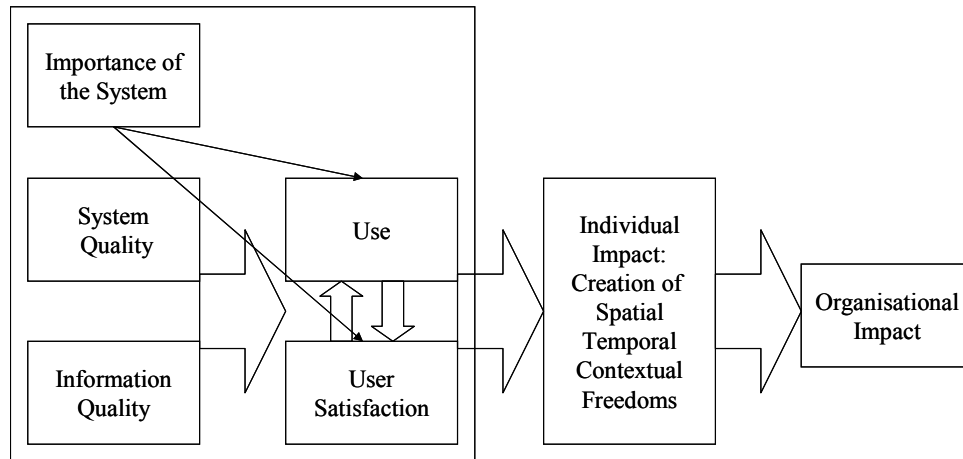 Importance of
the System
System
Quality
Use
Information
Quality
User
Satisfaction
Individual
Impact:
Creation of
Spatial
Temporal
Contextual
Freedoms
Organisational
Impact